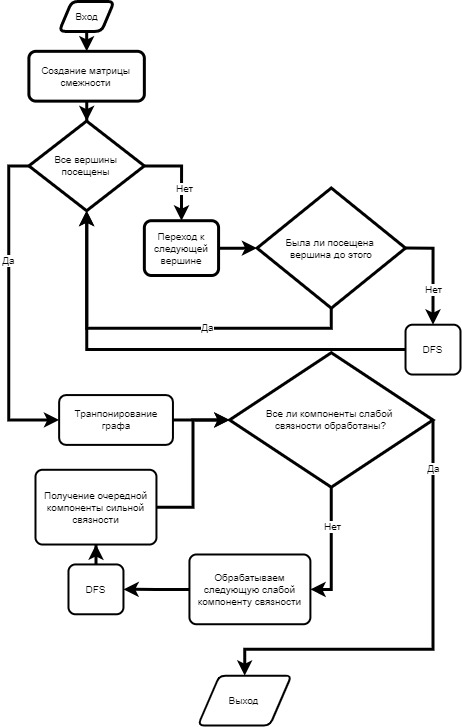 Вход
Создание матрицы
смежности
Все вершины
посещены
Нет
Переход к
следующей
вершине
Была ли посещена
вершина до этого
Да
Нет
Да
DFS
Транпонирование
графа
Все ли компоненты слабой
связности обработаны?
Да
Получение очередной
компоненты сильной
связности
Нет
Обрабатываем
следующую слабой
компоненту связности
DFS
Выход